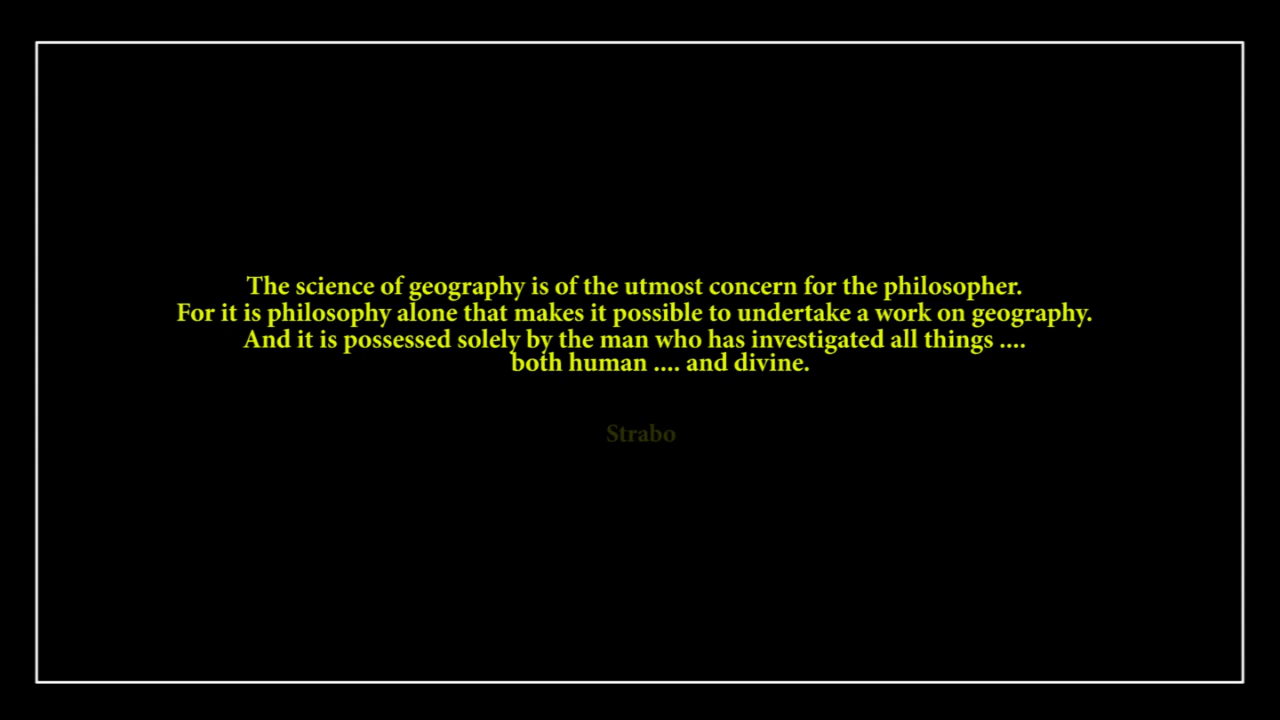 The science of geography is of the utmost concern for the philosopher.
For it is philosophy alone that makes it possible to undertake a work on geography.
And it is possessed solely by the man who has investigated all things ....
both human .... and divine.
Strabo